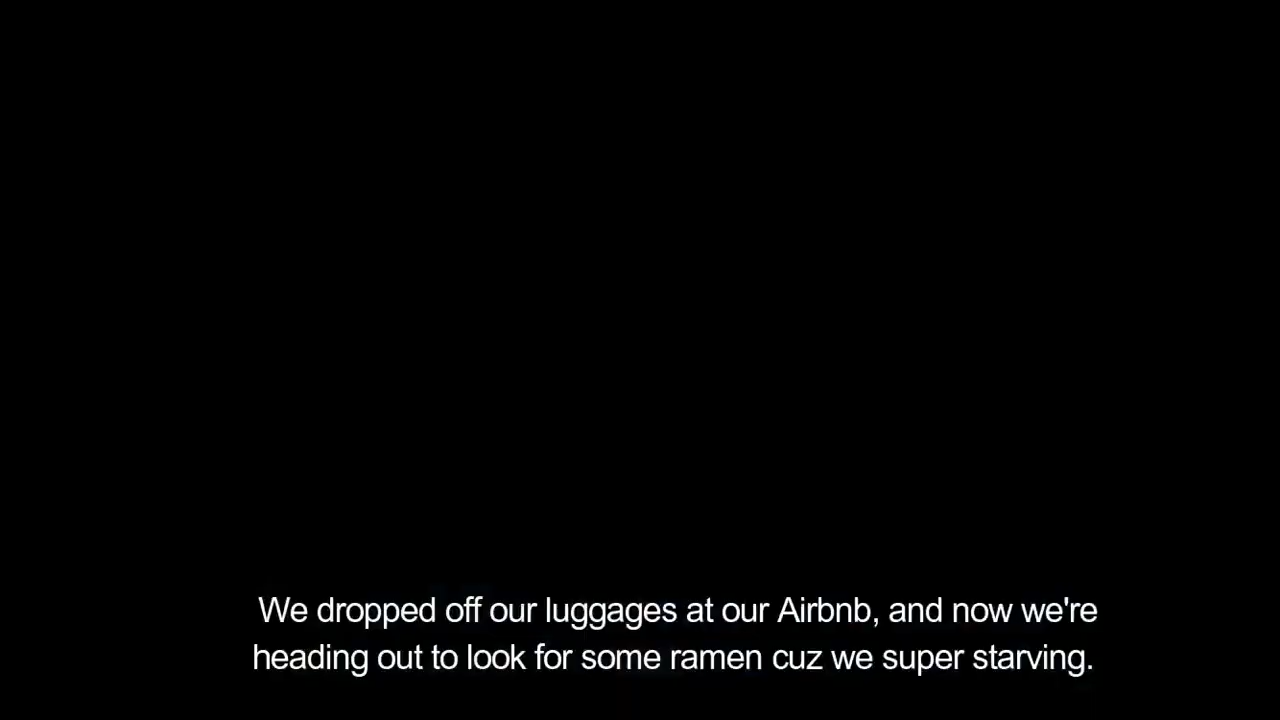 We dropped off our luggages at our Airbnb, and now we're
heading out to look for some ramen cuz we super starving.